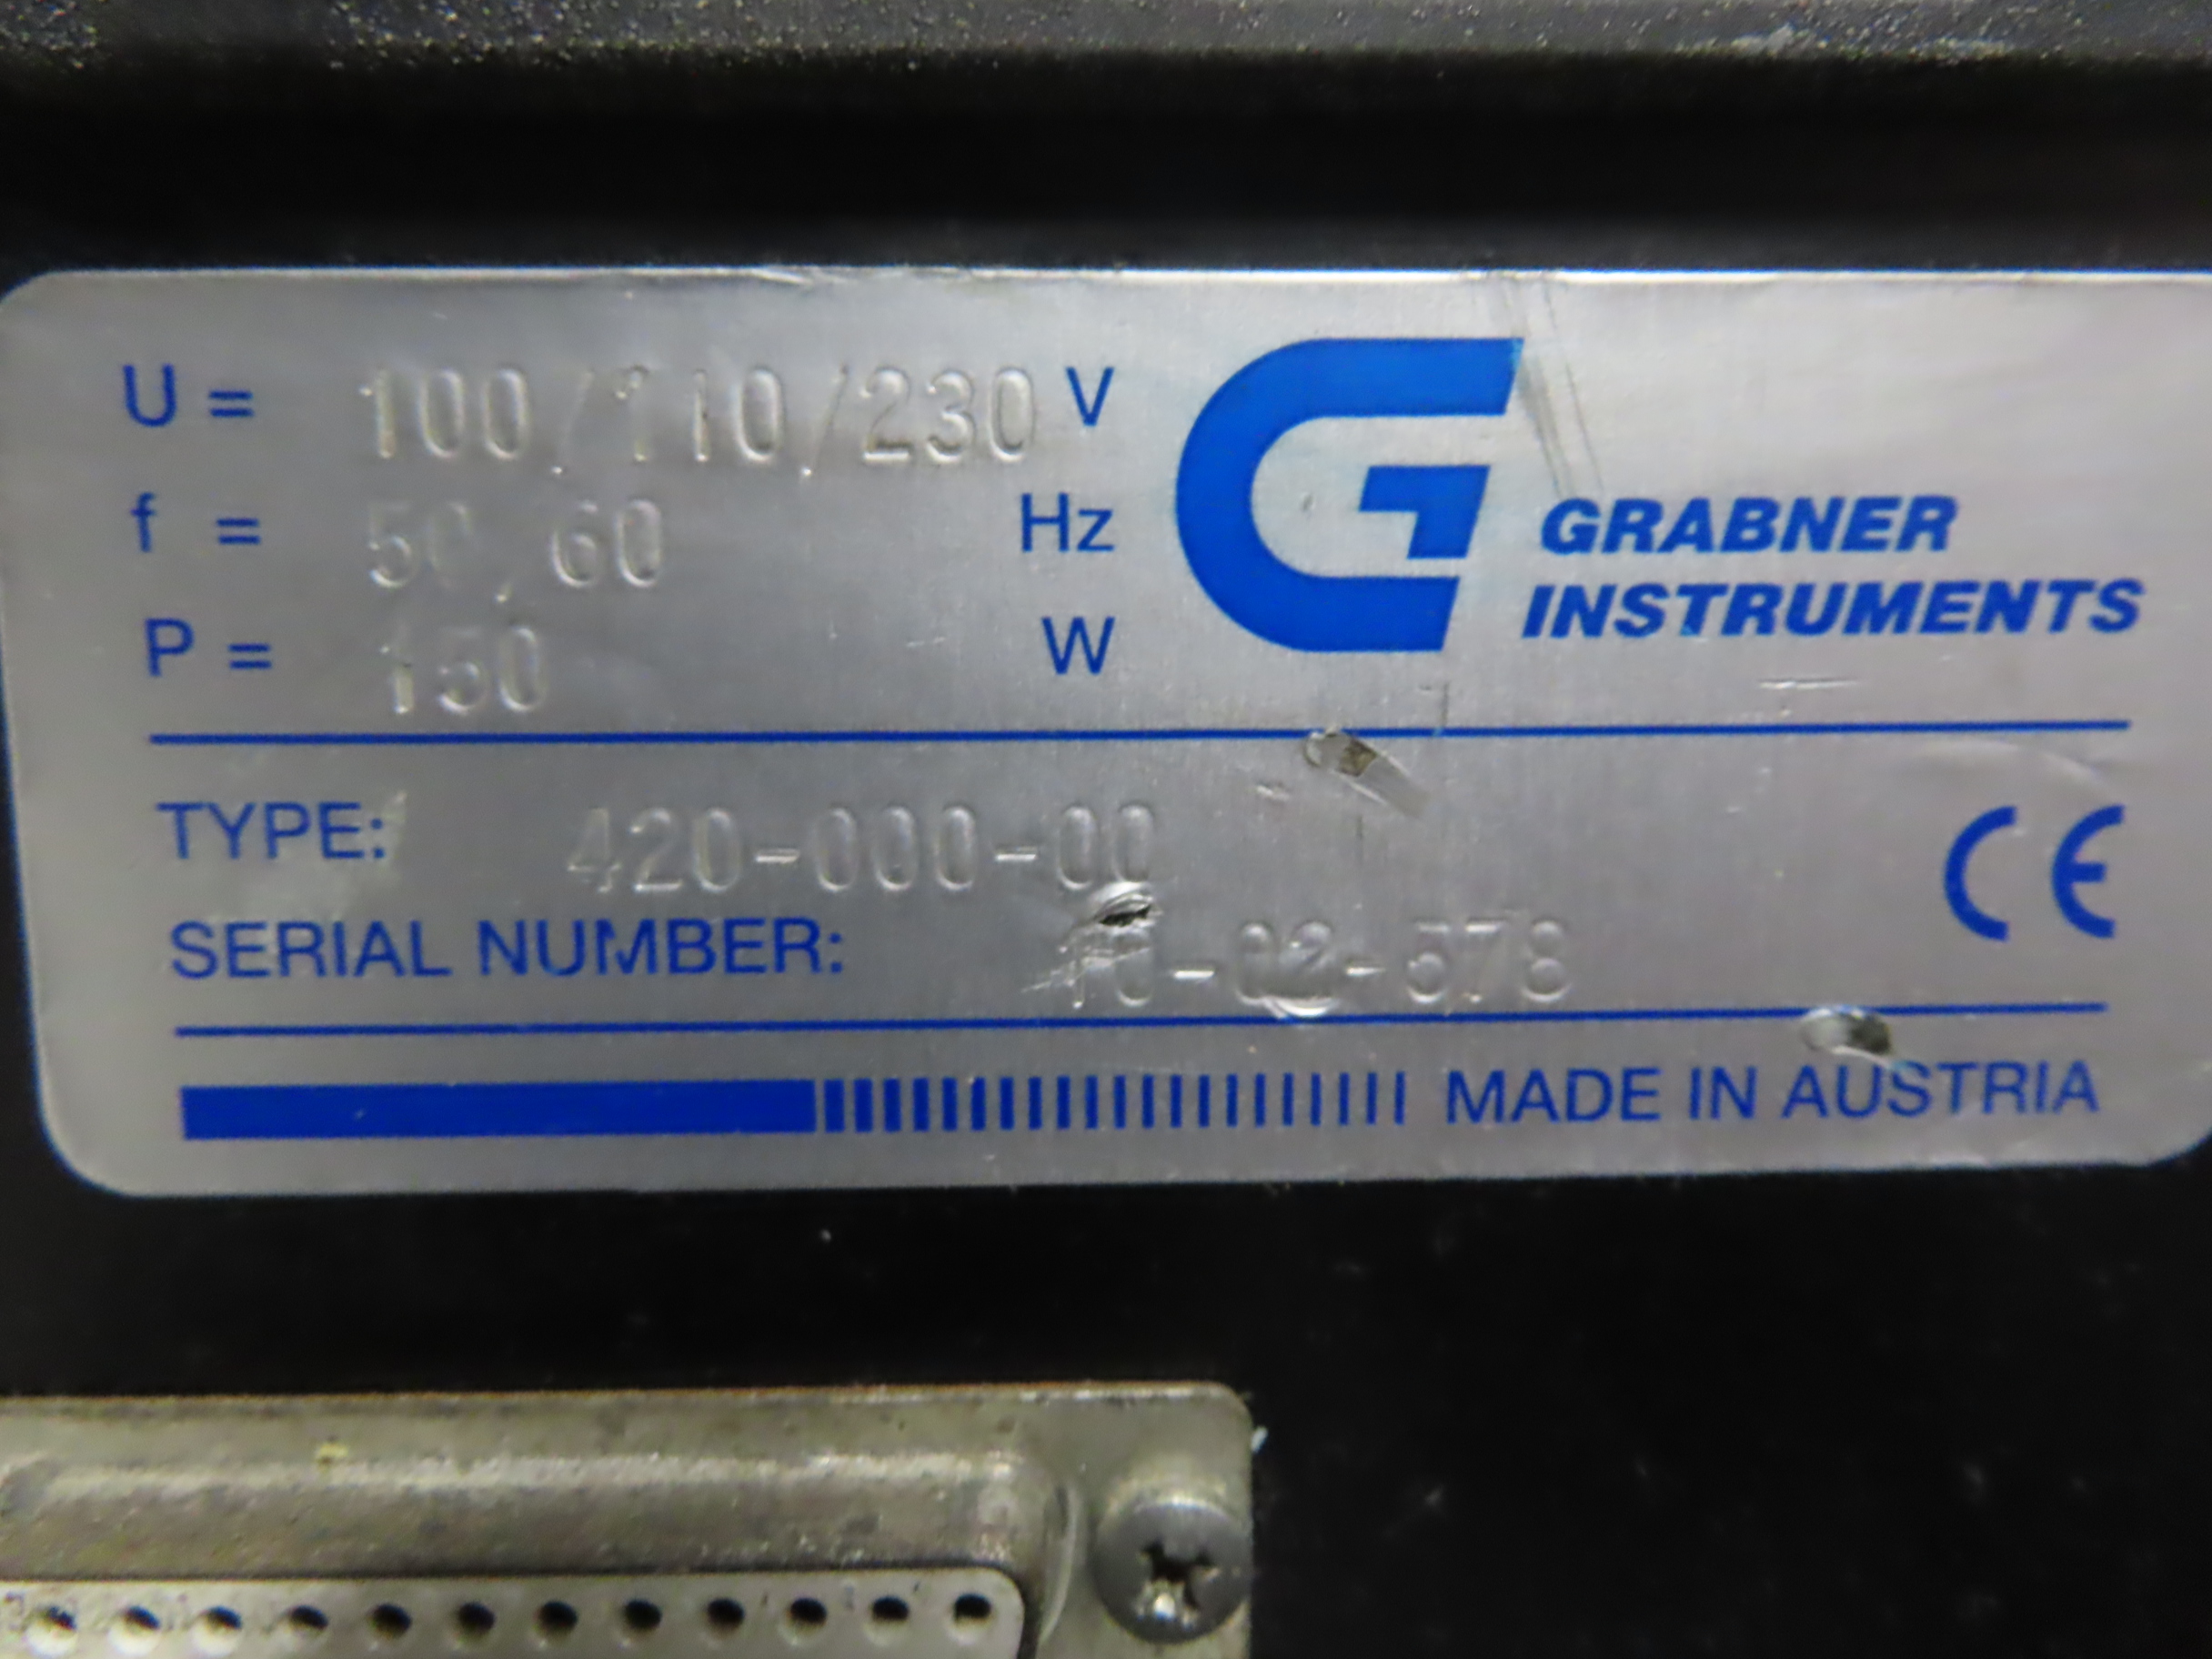 U = 100/110/230 V
f = 50/60 Hz
P = 150 W
GRABNER
INSTRUMENTS
TYPE: 420-000-00
SERIAL NUMBER:
CE
MADE IN AUSTRIA